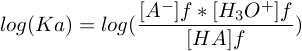 log(Ka) = log([A⁻]f * [H₃O⁺]f / [HA]f)